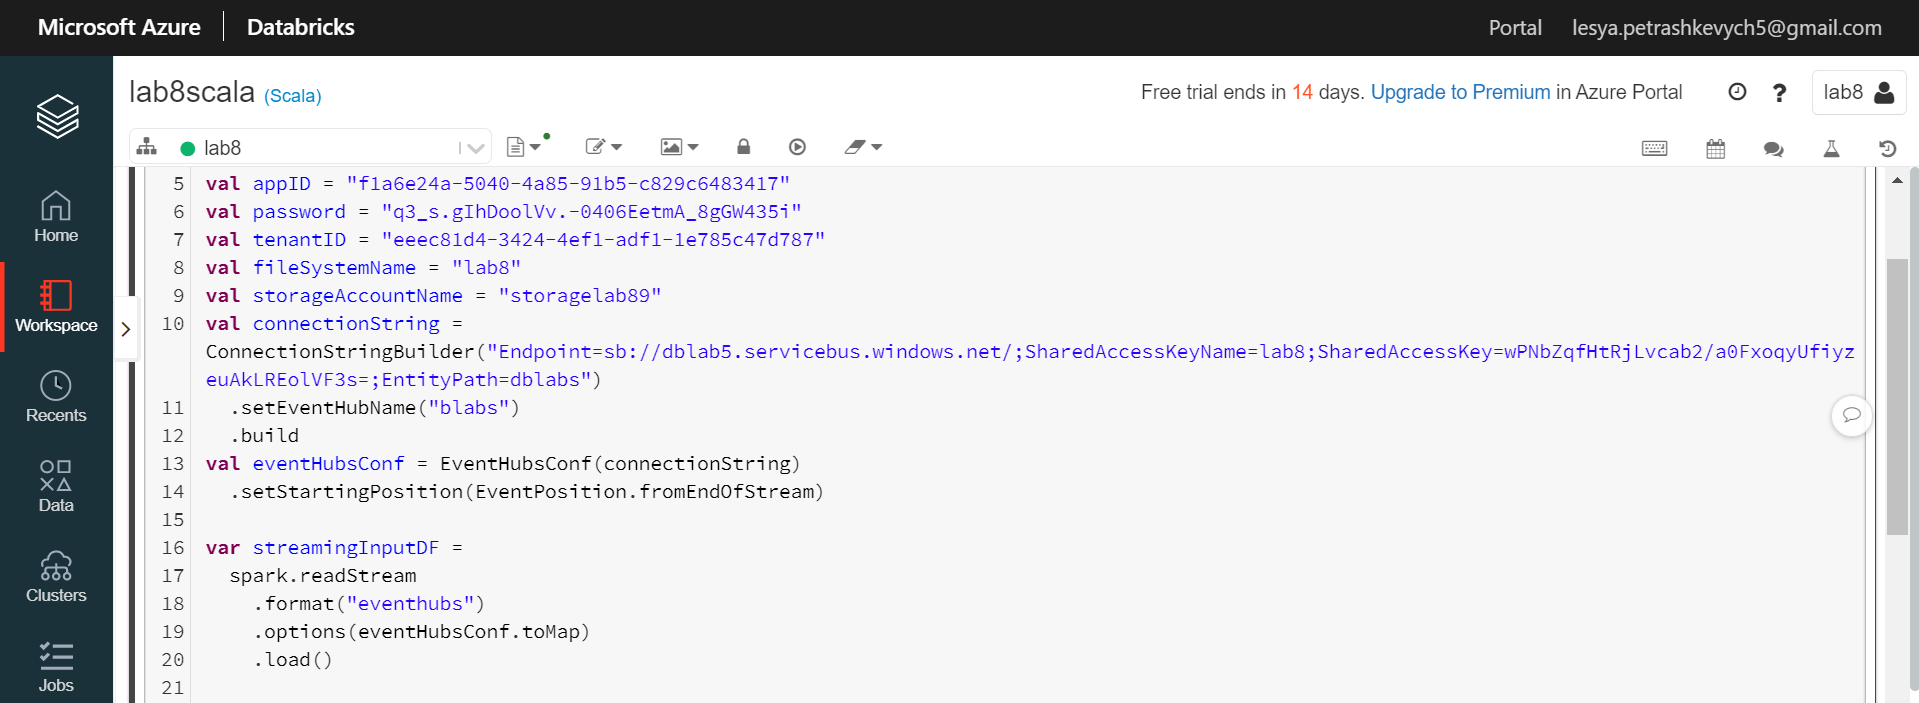 Microsoft Azure Databricks Portal lesya.petrashkevych5@gmail.com
lab8scala (Scala) Free trial ends in 14 days. Upgrade to Premium in Azure Portal ? lab8
lab8
Home
Workspace
Recents
Data
Clusters
Jobs
5 val appID = "f1a6e24a-5040-4a85-91b5-c829c6483417"
6 val password = "q3_s.gIhDoolVv.-0406EetmA_8gGW435i"
7 val tenantID = "eeec81d4-3424-4ef1-adf1-1e785c47d787"
8 val fileSystemName = "lab8"
9 val storageAccountName = "storagelab89"
10 val connectionString =
ConnectionStringBuilder("Endpoint=sb://dblab5.servicebus.windows.net/;SharedAccessKeyName=lab8;SharedAccessKey=wPNbZqfHtRjLvcab2/a0FxoqyUfiyz
euAkLREolVF3s=;EntityPath=dblabs")
11 .setEventHubName("blabs")
12 .build
13 val eventHubsConf = EventHubsConf(connectionString)
14 .setStartingPosition(EventPosition.fromEndOfStream)
15
16 var streamingInputDF =
17 spark.readStream
18 .format("eventhubs")
19 .options(eventHubsConf.toMap)
20 .load()
21